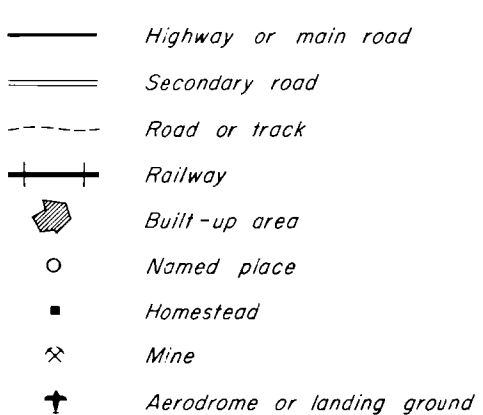 Highway or main road
Secondary road
Road or track
Railway
Built-up area
Named place
Homestead
Mine
Aerodrome or landing ground